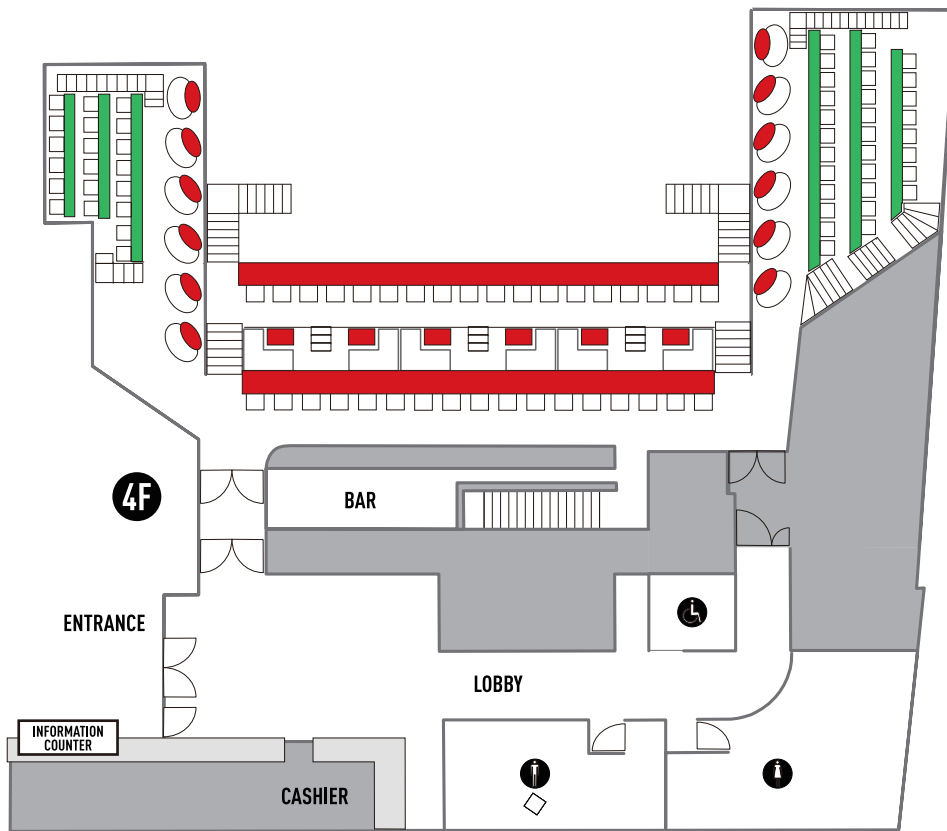 4F
BAR
ENTRANCE
LOBBY
INFORMATION
COUNTER
CASHIER